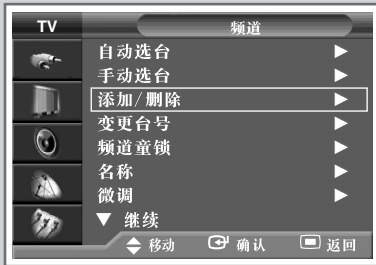 TV 频道
自动选台
手动选台
添加/删除
变更台号
频道童锁
名称
微调
▼ 继续
移动 确认 返回